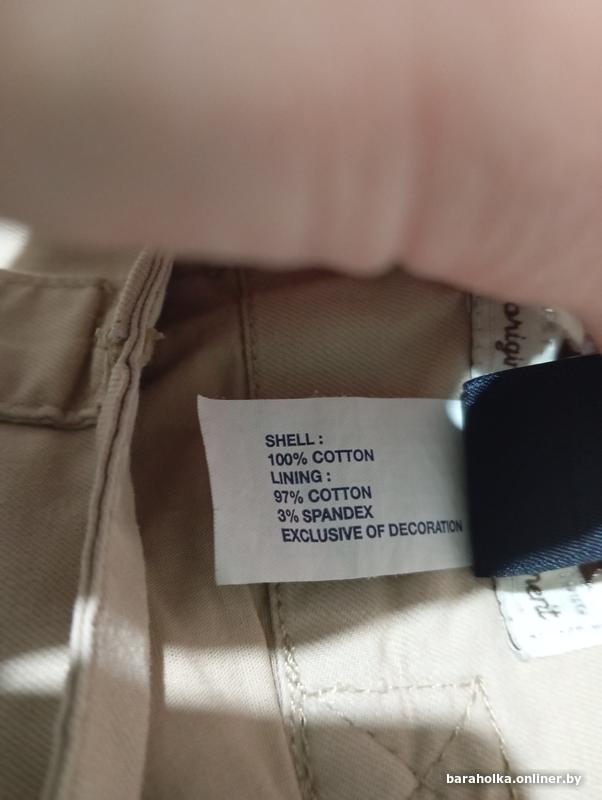 SHELL :
100% COTTON
LINING :
97% COTTON
3% SPANDEX
EXCLUSIVE OF DECORATION
baraholka.onliner.by